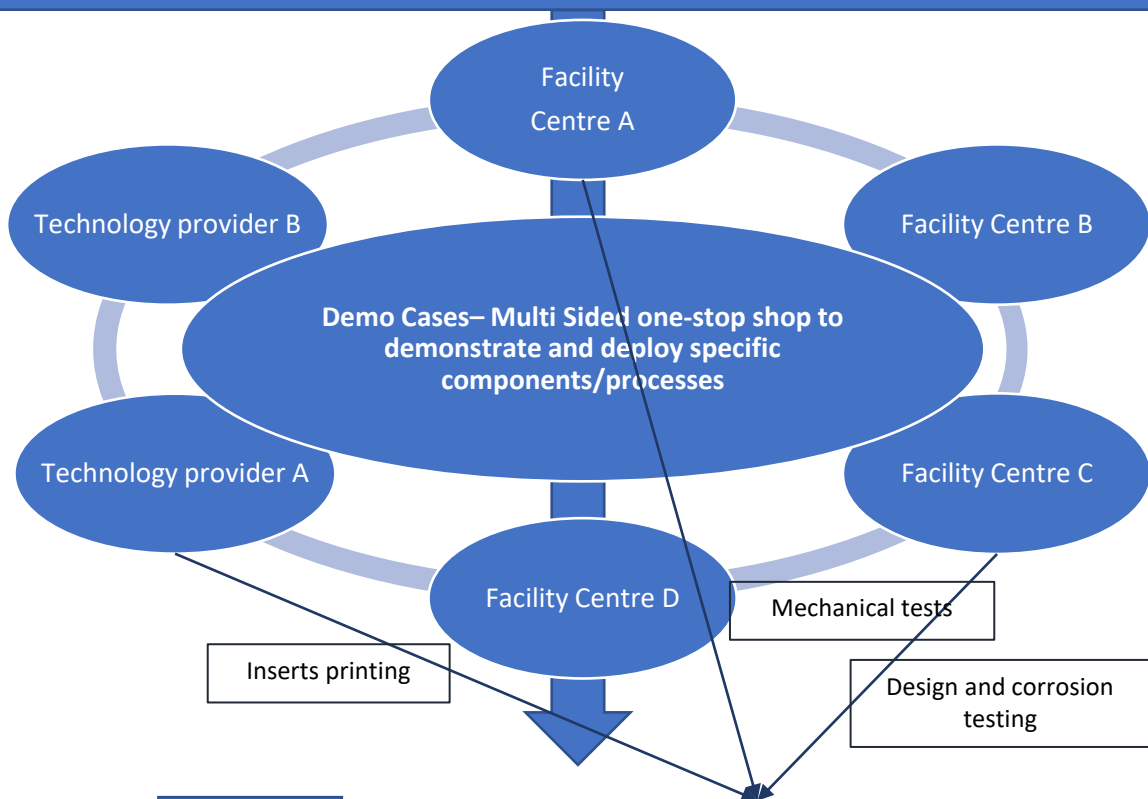 Facility
Centre A
Technology provider B
Facility Centre B
Demo Cases– Multi Sided one-stop shop to
demonstrate and deploy specific
components/processes
Technology provider A
Facility Centre C
Facility Centre D
Mechanical tests
Inserts printing
Design and corrosion
testing